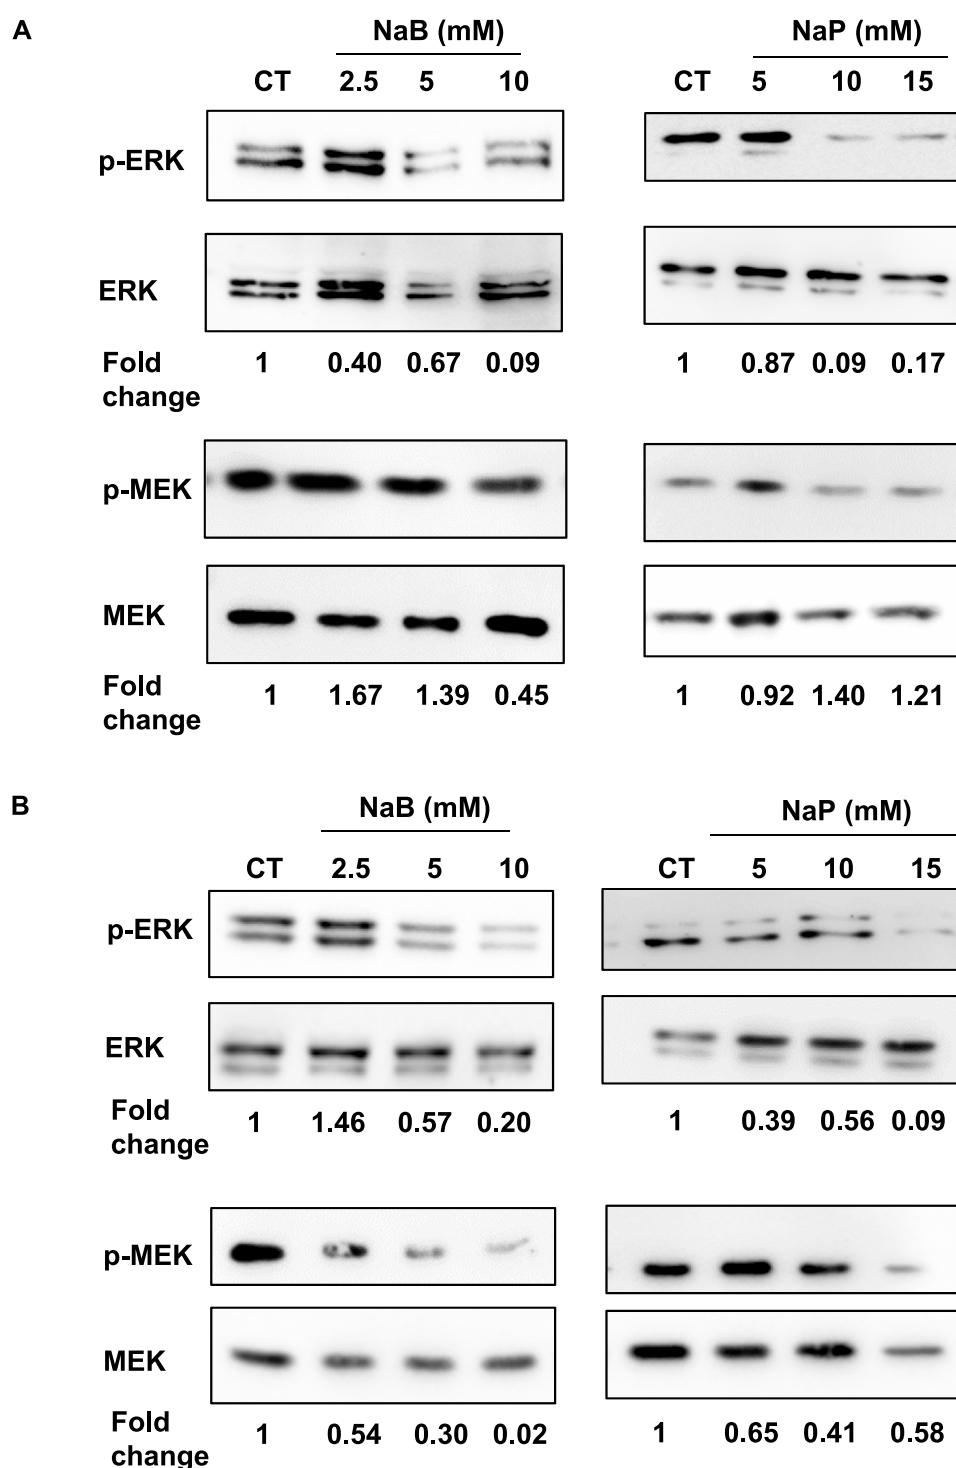 A
NaB (mM)
NaP (mM)
CT 2.5 5 10
CT 5 10 15
p-ERK
ERK
Fold change
1 0.40 0.67 0.09
1 0.87 0.09 0.17
p-MEK
MEK
Fold change
1 1.67 1.39 0.45
1 0.92 1.40 1.21
B
NaB (mM)
NaP (mM)
CT 2.5 5 10
CT 5 10 15
p-ERK
ERK
Fold change
1 1.46 0.57 0.20
1 0.39 0.56 0.09
p-MEK
MEK
Fold change
1 0.54 0.30 0.02
1 0.65 0.41 0.58